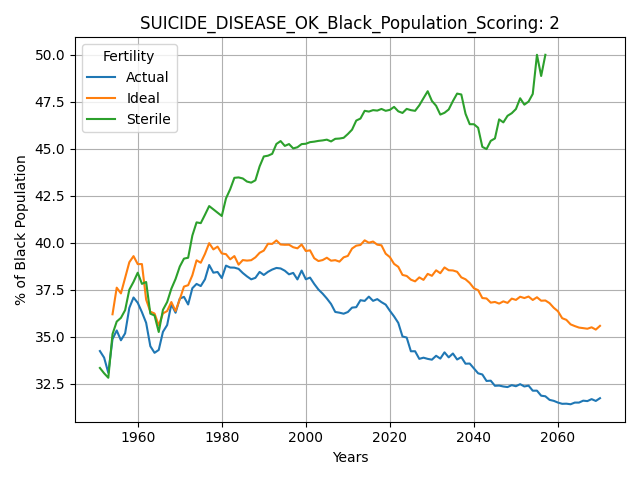 SUICIDE_DISEASE_OK_Black_Population_Scoring: 2
50.0
47.5
45.0
42.5
40.0
37.5
35.0
32.5
% of Black Population
Fertility
Actual
Ideal
Sterile
1960
1980
2000
2020
2040
2060
Years